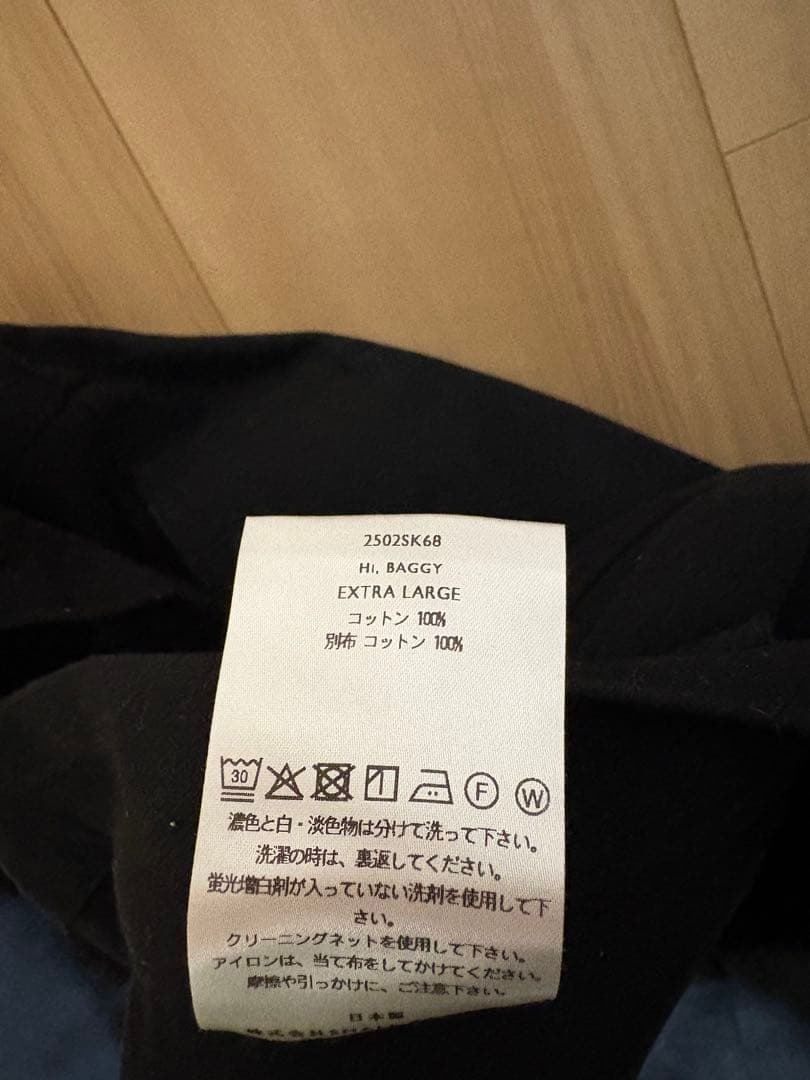 2502SK68
HI, BAGGY
EXTRA LARGE
コットン 100%
別布 コットン 100%
30
F
W
濃色と白・淡色物は分けて洗って下さい。
洗濯の時は、裏返してください。
蛍光増白剤が入っていない洗剤を使用して下
さい。
クリーニングネットを使用して下さい。
アイロンは、当て布をしてかけてください。
摩擦や引っかけに、ご注意下さい。
日本製
株式会社